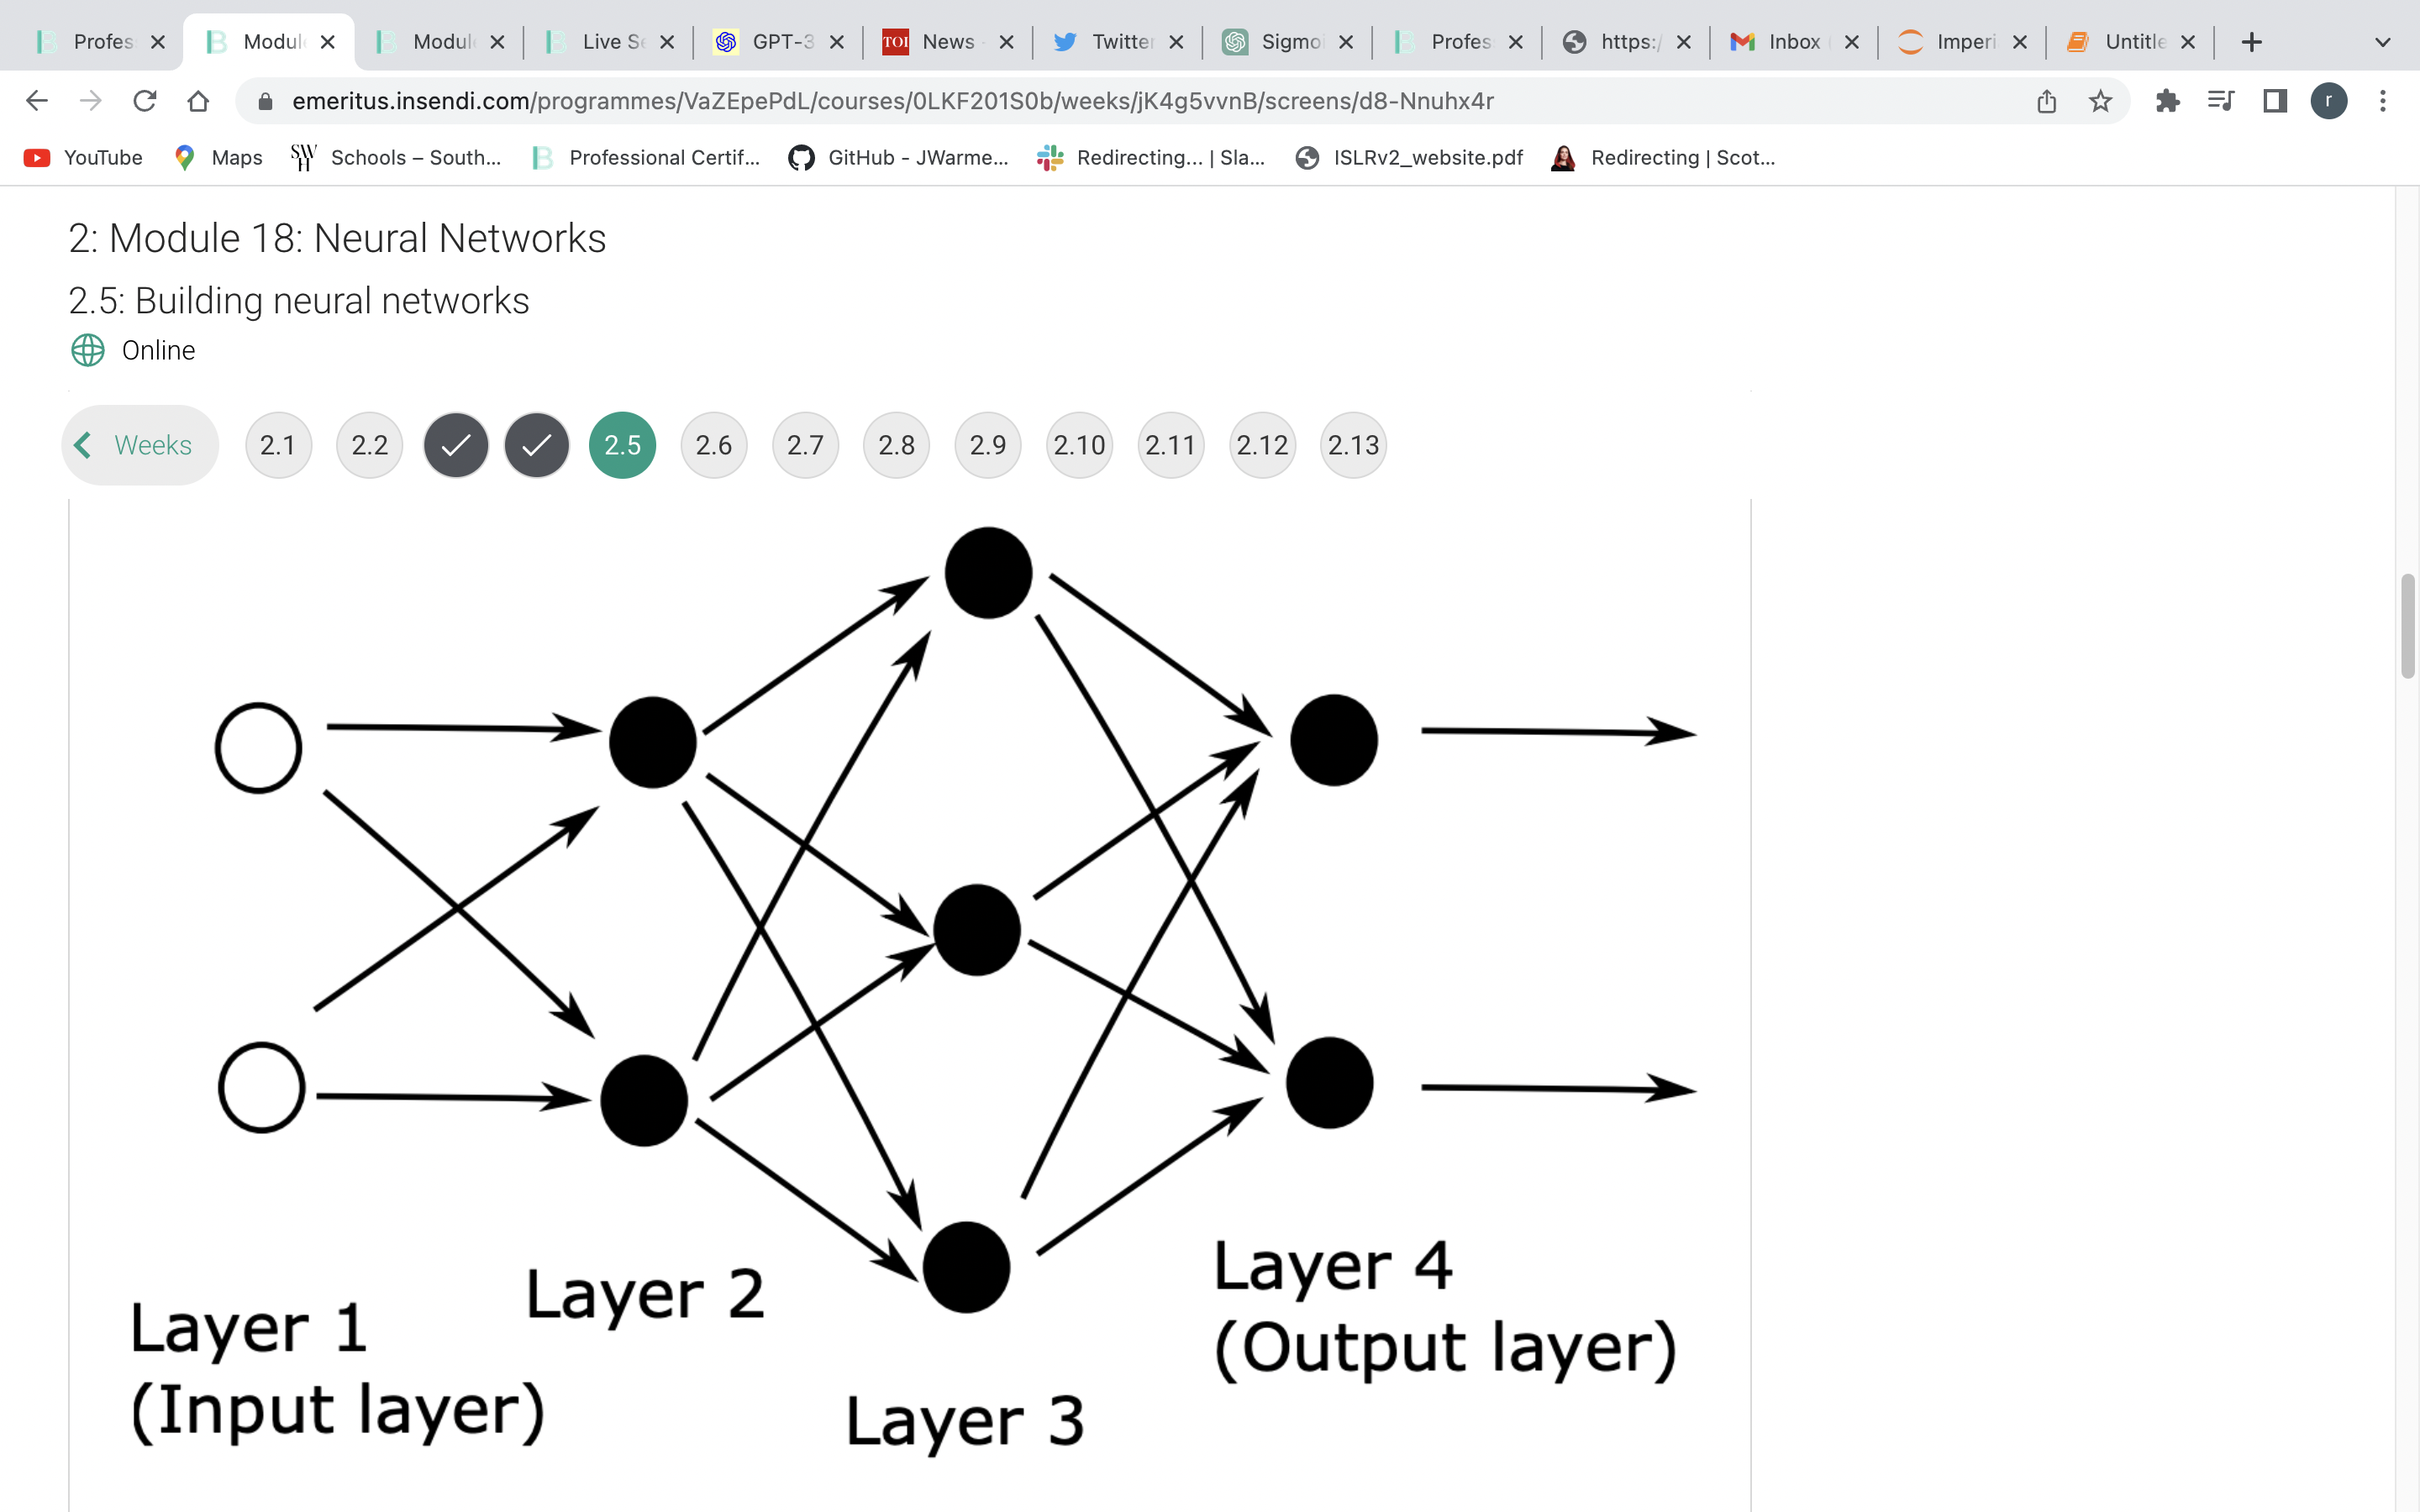 Profes
Modul
Modul
Live Se
GPT-3
TOI
News -
Twitter
Sigmoi
Profes
https:/
Inbox
Imperi
Untitle
emeritus.insendi.com/programmes/VaZEpePdL/courses/0LKF201S0b/weeks/jK4g5vvnB/screens/d8-Nnuhx4r
r
YouTube
Maps
SW
H
Schools – South...
Professional Certif...
GitHub - JWarme...
Redirecting... | Sla...
ISLRv2_website.pdf
Redirecting | Scot...
2: Module 18: Neural Networks
2.5: Building neural networks
Online
Weeks
2.1
2.2
2.5
2.6
2.7
2.8
2.9
2.10
2.11
2.12
2.13
Layer 1
(Input layer)
Layer 2
Layer 3
Layer 4
(Output layer)